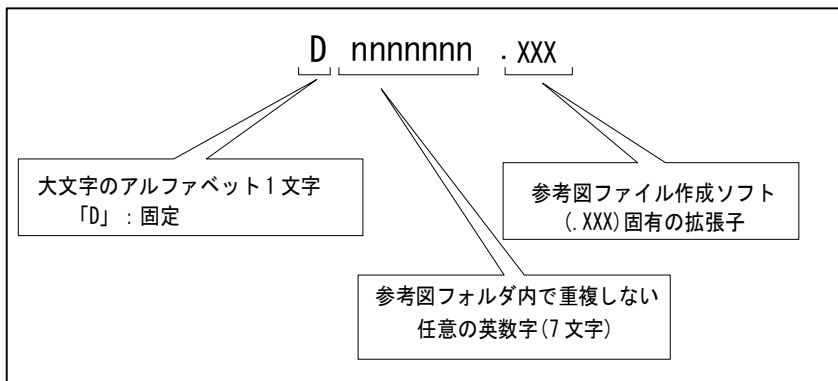 D nnnnnnn .XXX
大文字のアルファベット1文字
「D」:固定
参考図ファイル作成ソフト
(.XXX)固有の拡張子
参考図フォルダ内で重複しない
任意の英数字(7文字)